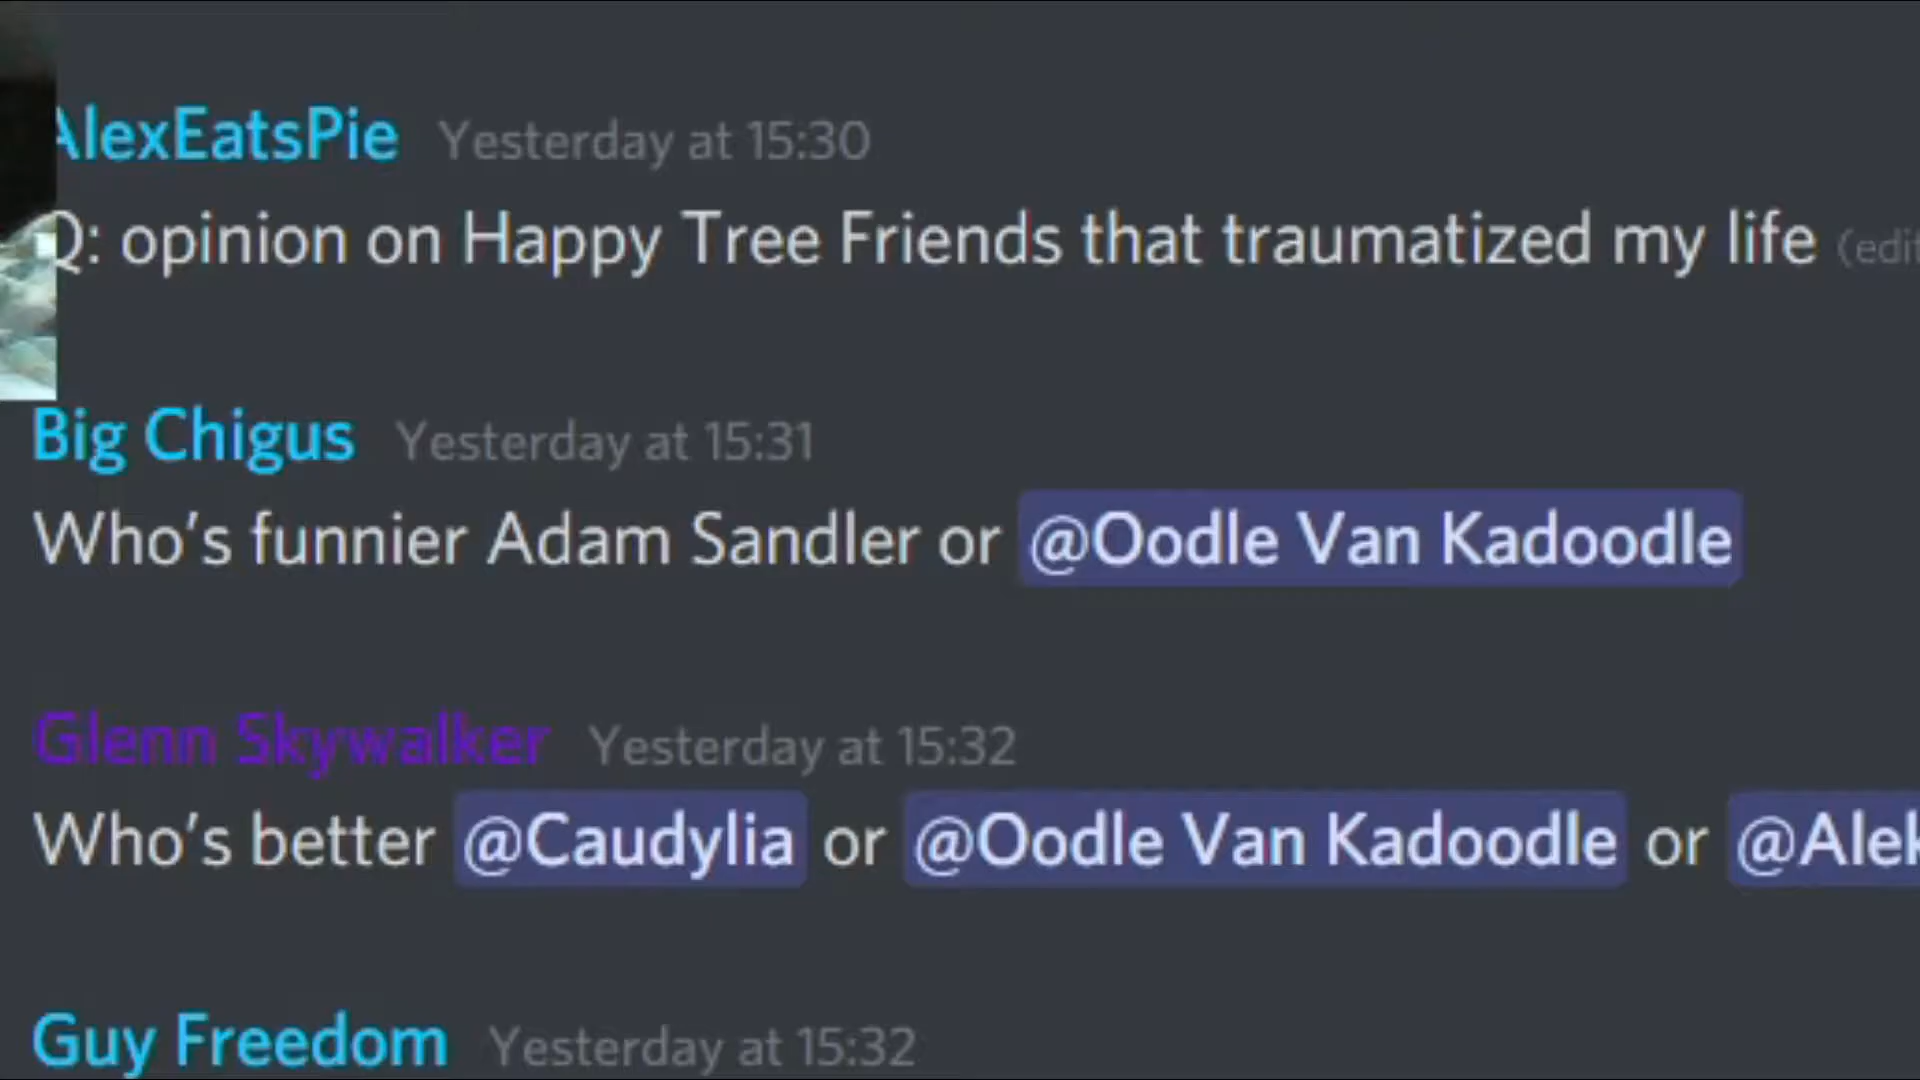 AlexEatsPie Yesterday at 15:30
Q: opinion on Happy Tree Friends that traumatized my life (edit
Big Chigus Yesterday at 15:31
Who's funnier Adam Sandler or @Oodle Van Kadoodle
Glenn Skywalker Yesterday at 15:32
Who's better @Caudylia or @Oodle Van Kadoodle or @Alek
Guy Freedom Yesterday at 15:32